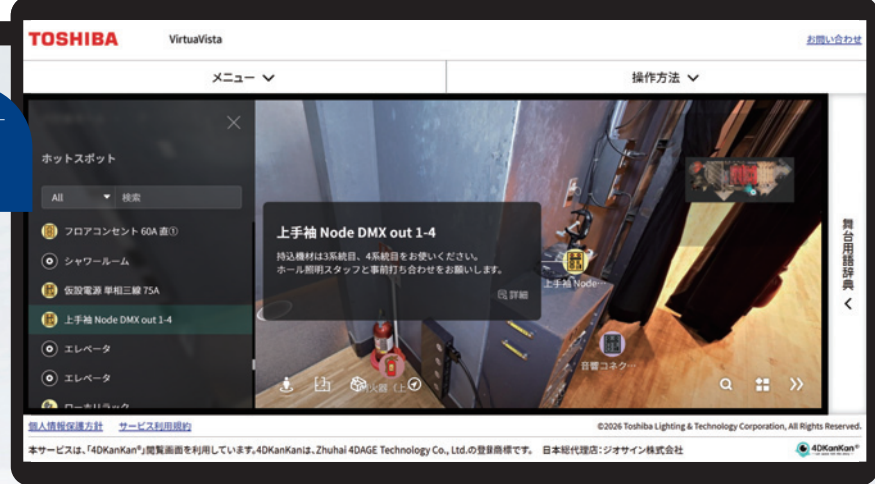 TOSHIBA
VirtuaVista
お問い合わせ
メニュー
操作方法
ホットスポット
All
検索
フロアコンセント 60A 直①
シャワールーム
仮設電源 単相三線 75A
上手袖 Node DMX out 1-4
エレベータ
エレベータ
ローホリラック
上手袖 Node DMX out 1-4
持込機材は3系統目、4系統目をお使いください。
ホール照明スタッフと事前打ち合わせをお願いします。
詳細
上手袖 Node…
音響コネク…
消火器（上
舞台用語辞典
個人情報保護方針
サービス利用規約
©2026 Toshiba Lighting & Technology Corporation, All Rights Reserved.
本サービスは、「4DKanKan®」閲覧画面を利用しています。4DKanKanは、Zhuhai 4DAGE Technology Co., Ltd.の登録商標です。 日本総代理店：ジオサイン株式会社
4DKanKan®